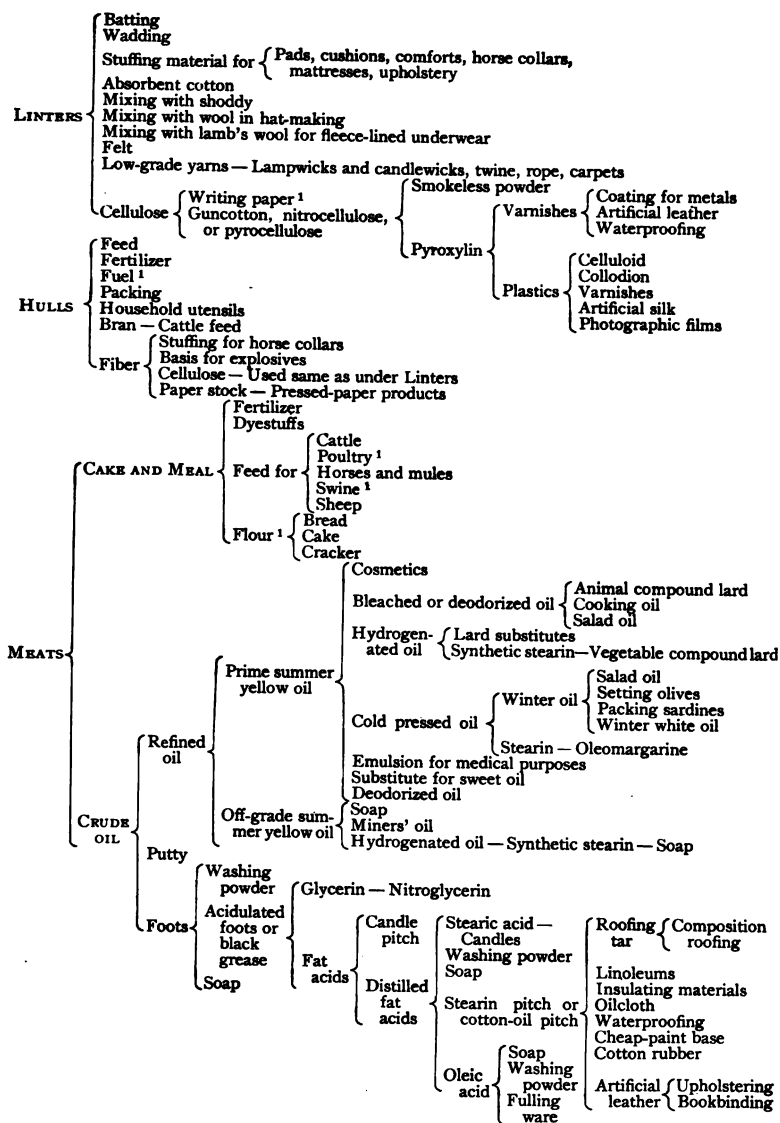 Batting
Wadding
Stuffing material for { Pads, cushions, comforts, horse collars,
mattresses, upholstery
Absorbent cotton
Mixing with shoddy
LINTERS
Mixing with wool in hat-making
Mixing with lamb's wool for fleece-lined underwear
Felt
Low-grade yarns — Lampwicks and candlewicks, twine, rope, carpets
Cellulose
Writing paper ¹
Guncotton, nitrocellulose,
or pyrocellulose
Smokeless powder
Pyroxylin
Varnishes
Coating for metals
Artificial leather
Waterproofing
Plastics
Celluloid
Collodion
Varnishes
Artificial silk
Photographic films
HULLS
Feed
Fertilizer
Fuel ¹
Packing
Household utensils
Bran — Cattle feed
Fiber
Stuffing for horse collars
Basis for explosives
Cellulose — Used same as under Linters
Paper stock — Pressed-paper products
MEATS
CAKE AND MEAL
Fertilizer
Dyestuffs
Feed for
Cattle
Poultry ¹
Horses and mules
Swine ¹
Sheep
Flour ¹
Bread
Cake
Cracker
CRUDE
OIL
Refined
oil
Prime summer
yellow oil
Cosmetics
Bleached or deodorized oil
Animal compound lard
Cooking oil
Salad oil
Hydrogen-
ated oil
Lard substitutes
Synthetic stearin—Vegetable compound lard
Cold pressed oil
Winter oil
Salad oil
Setting olives
Packing sardines
Winter white oil
Stearin — Oleomargarine
Emulsion for medical purposes
Substitute for sweet oil
Deodorized oil
Off-grade sum-
mer yellow oil
Soap
Miners' oil
Hydrogenated oil — Synthetic stearin — Soap
Putty
Foots
Washing
powder
Acidulated
foots or
black
grease
Soap
Glycerin — Nitroglycerin
Fat
acids
Candle
pitch
Distilled
fat
acids
Stearic acid —
Candles
Washing powder
Soap
Stearin pitch or
cotton-oil pitch
Roofing
tar
Composition
roofing
Linoleums
Insulating materials
Oilcloth
Waterproofing
Cheap-paint base
Cotton rubber
Artificial
leather
Upholstering
Bookbinding
Oleic
acid
Soap
Washing
powder
Fulling
ware